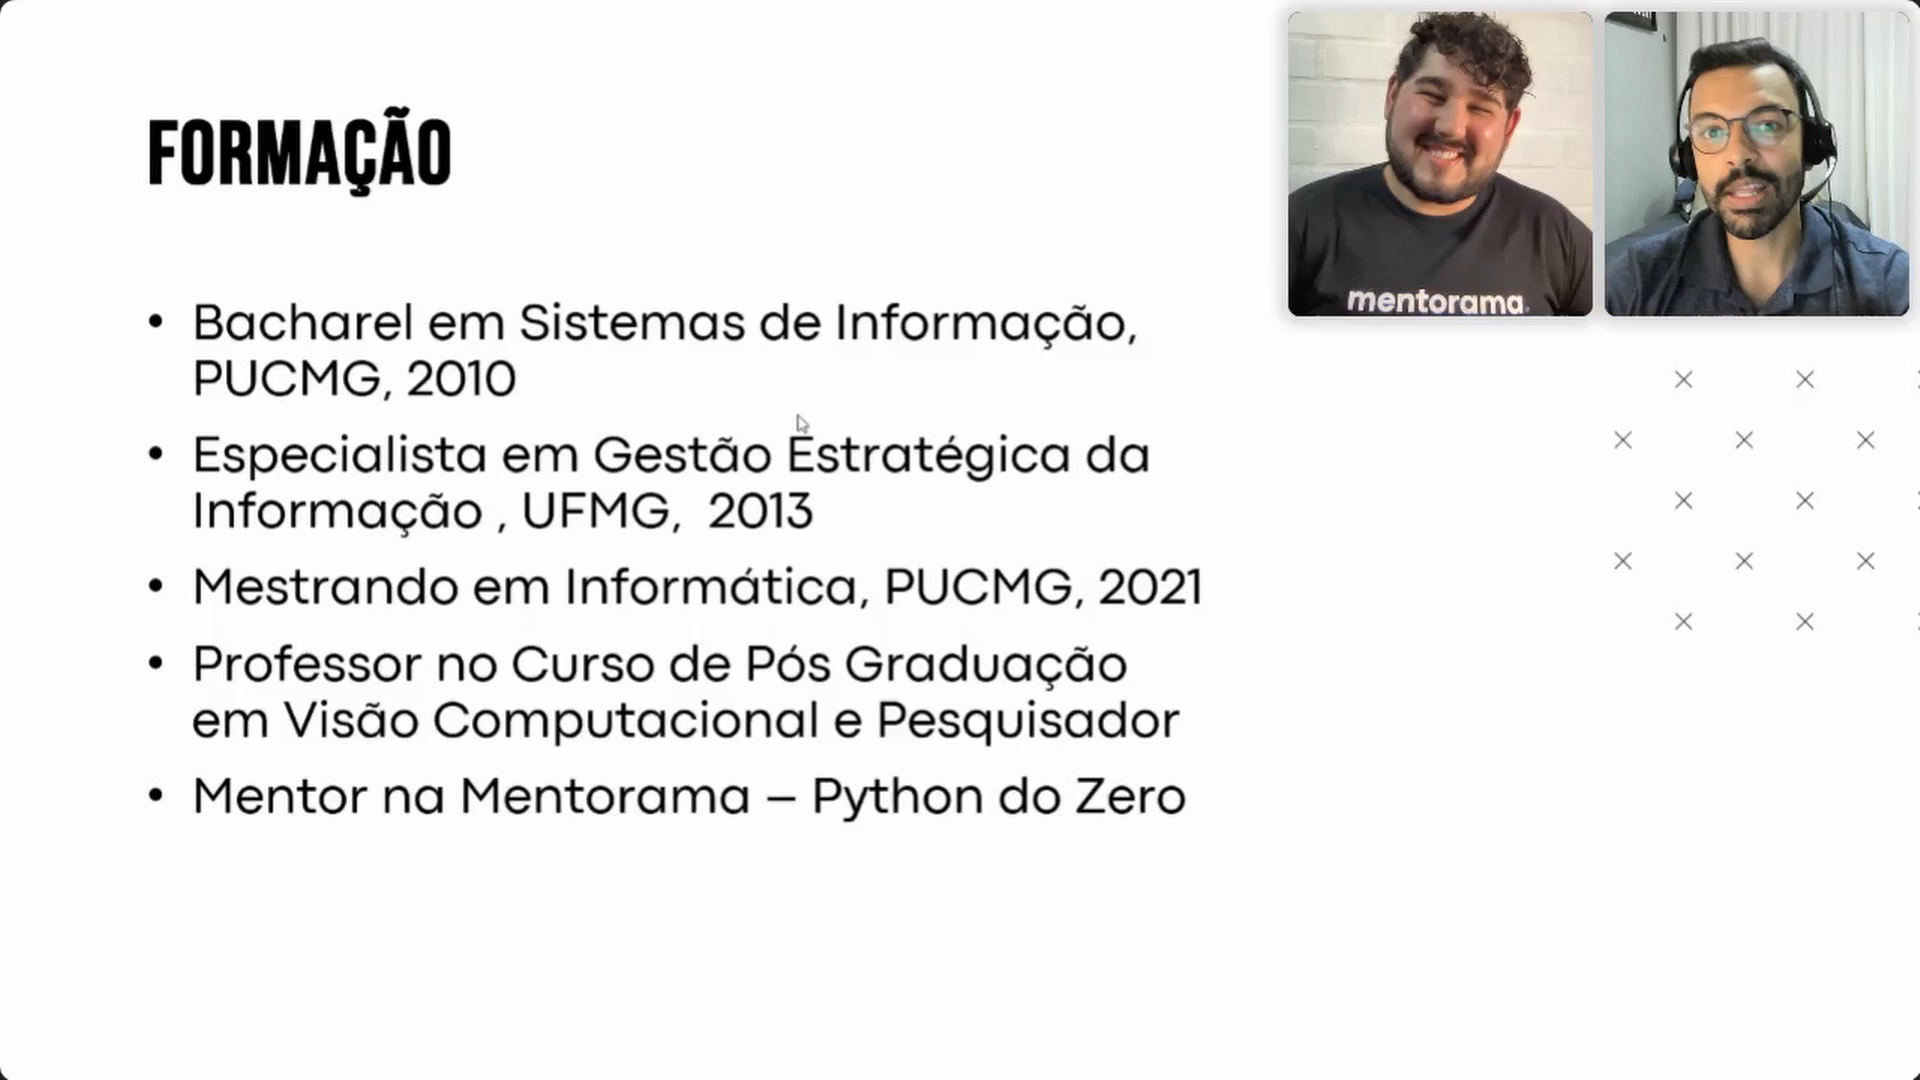 FORMAÇÃO
• Bacharel em Sistemas de Informação,
PUCMG, 2010
• Especialista em Gestão Estratégica da
Informação , UFMG,  2013
• Mestrando em Informática, PUCMG, 2021
• Professor no Curso de Pós Graduação
em Visão Computacional e Pesquisador
• Mentor na Mentorama – Python do Zero
mentorama.